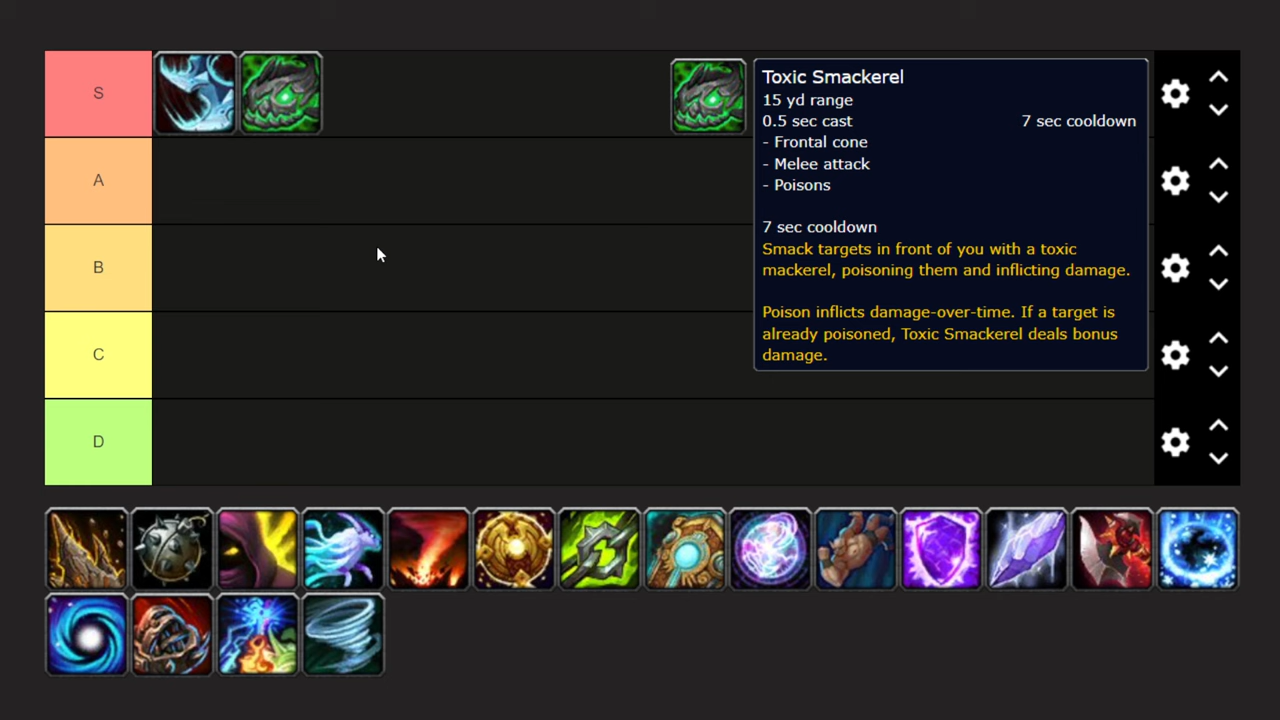 S
Toxic Smackerel
15 yd range
0.5 sec cast 7 sec cooldown
- Frontal cone
- Melee attack
- Poisons
7 sec cooldown
Smack targets in front of you with a toxic
mackerel, poisoning them and inflicting damage.
Poison inflicts damage-over-time. If a target is
already poisoned, Toxic Smackerel deals bonus
damage.
A
B
C
D